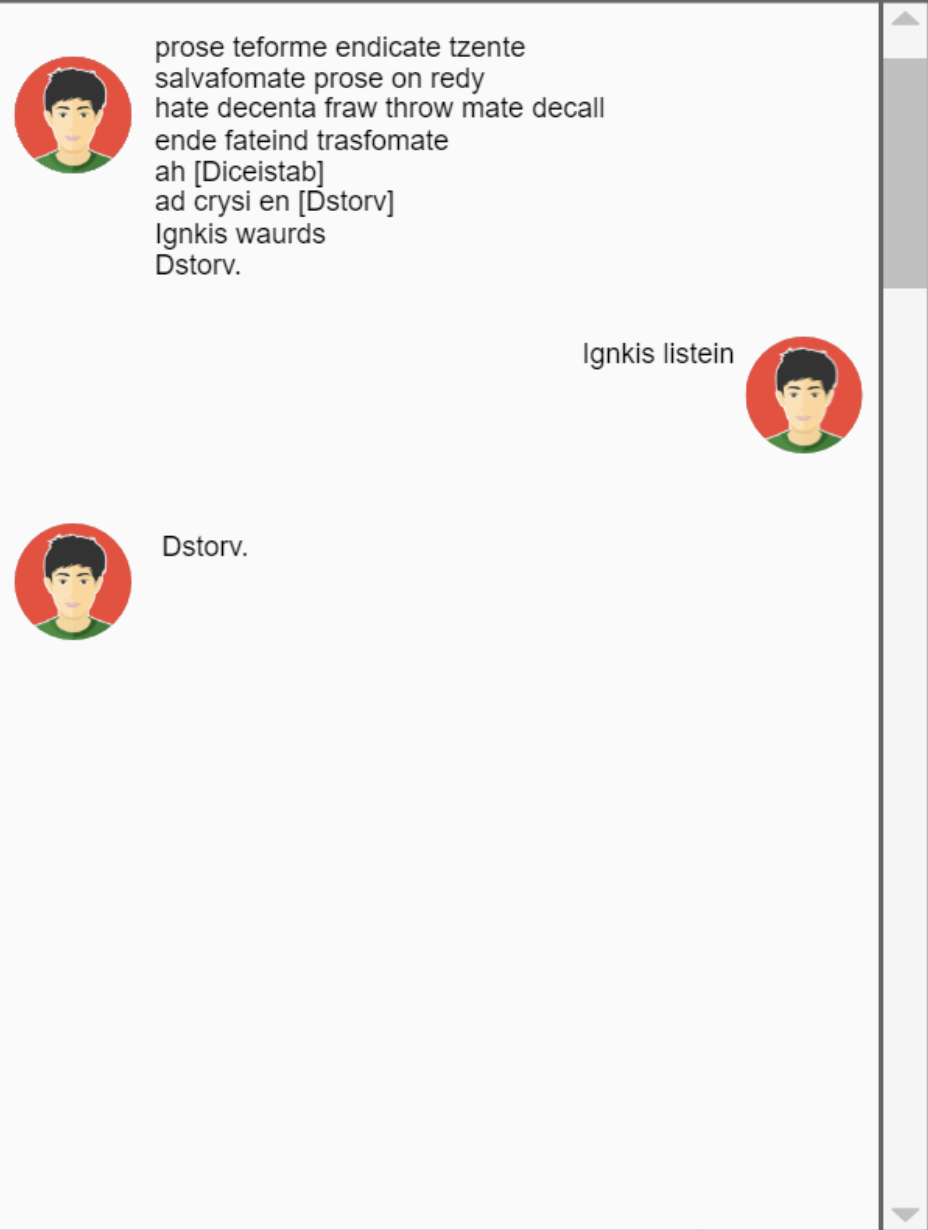 prose teforme endicate tzente
salvafomate prose on redy
hate decenta fraw throw mate decall
ende fateind trasfomate
ah [Diceistab]
ad crysi en [Dstorv]
Ignkis waurds
Dstorv.
Ignkis listein
Dstorv.